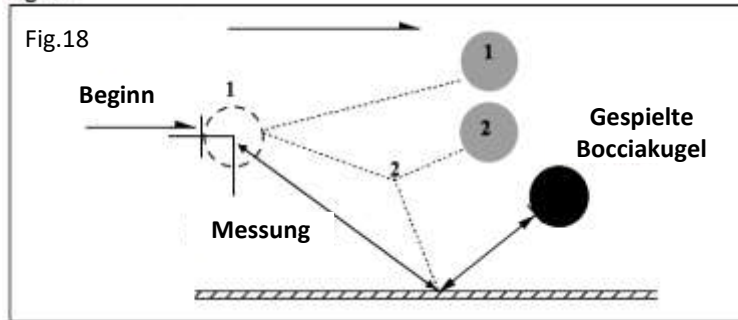 Fig.18
1
1
Beginn
2
Gespielte
Bocciakugel
2
Messung